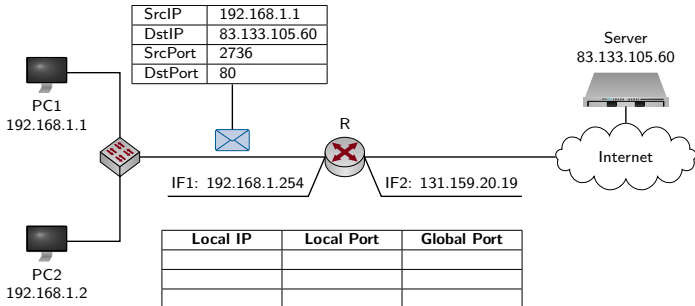 SrcIP 192.168.1.1
DstIP 83.133.105.60
SrcPort 2736
DstPort 80
Server
83.133.105.60
PC1
192.168.1.1
R
Internet
IF1: 192.168.1.254
IF2: 131.159.20.19
PC2
192.168.1.2
Local IP Local Port Global Port